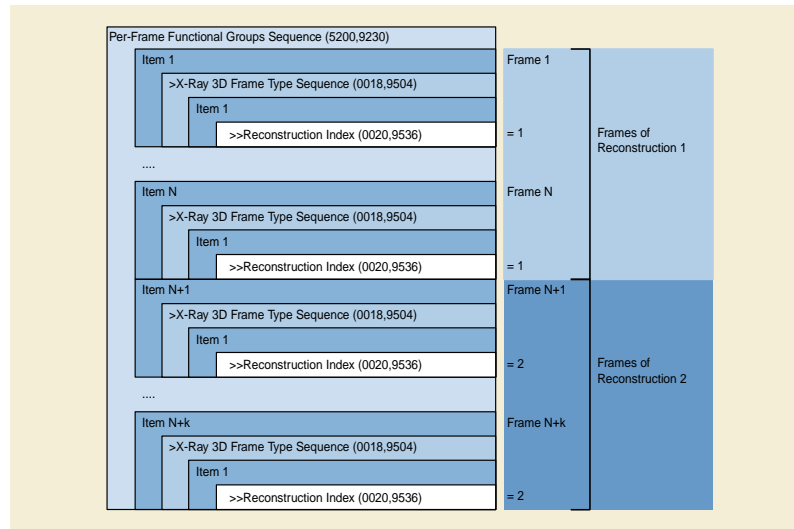 Per-Frame Functional Groups Sequence (5200,9230)
Item 1
Frame 1
>X-Ray 3D Frame Type Sequence (0018,9504)
Item 1
>>Reconstruction Index (0020,9536)
= 1
Frames of
Reconstruction 1
....
Item N
Frame N
>X-Ray 3D Frame Type Sequence (0018,9504)
Item 1
>>Reconstruction Index (0020,9536)
= 1
Item N+1
Frame N+1
>X-Ray 3D Frame Type Sequence (0018,9504)
Item 1
>>Reconstruction Index (0020,9536)
= 2
Frames of
Reconstruction 2
....
Item N+k
Frame N+k
>X-Ray 3D Frame Type Sequence (0018,9504)
Item 1
>>Reconstruction Index (0020,9536)
= 2